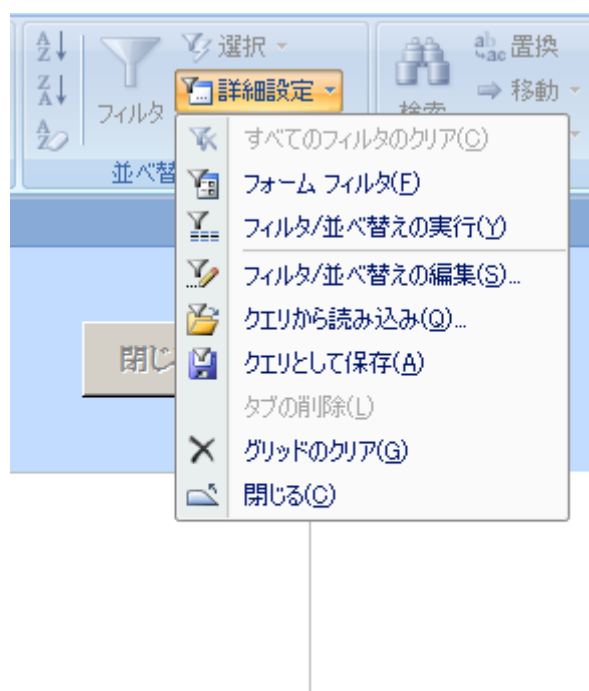 選択
置換
詳細設定
移動
フィルタ
検索
並べ替
すべてのフィルタのクリア(C)
フォーム フィルタ(F)
フィルタ/並べ替えの実行(Y)
フィルタ/並べ替えの編集(S)...
クエリから読み込み(Q)...
閉じ
クエリとして保存(A)
タブの削除(L)
グリッドのクリア(G)
閉じる(C)